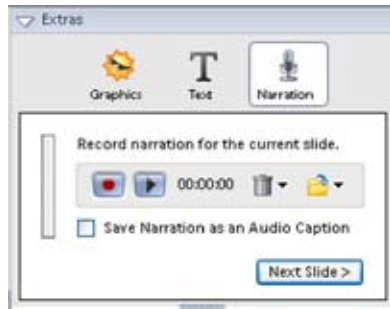 Extras
Graphics Text Narration
Record narration for the current slide.
00:00:00
Save Narration as an Audio Caption
Next Slide >